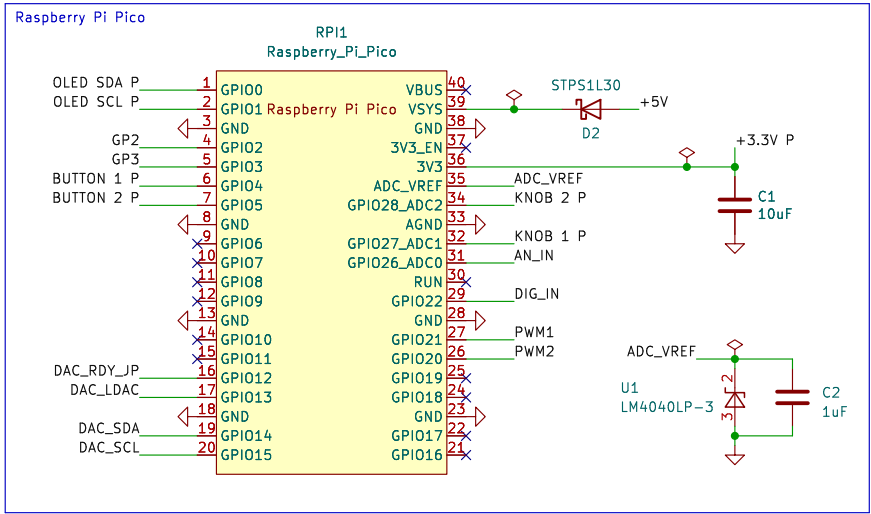 Raspberry Pi Pico
RPI1
Raspberry_Pi_Pico
OLED SDA P 1 GPIO0 VBUS 40
OLED SCL P 2 GPIO1 Raspberry Pi Pico VSYS 39
STPS1L30
+5V
D2
3 GND GND 38
GP2 4 GPIO2 3V3_EN 37
GP3 5 GPIO3 3V3 36
+3.3V P
BUTTON 1 P 6 GPIO4 ADC_VREF 35 ADC_VREF
BUTTON 2 P 7 GPIO5 GPIO28_ADC2 34 KNOB 2 P
C1
10uF
8 GND AGND 33
9 GPIO6 GPIO27_ADC1 32 KNOB 1 P
10 GPIO7 GPIO26_ADC0 31 AN_IN
11 GPIO8 RUN 30
12 GPIO9 GPIO22 29 DIG_IN
13 GND GND 28
14 GPIO10 GPIO21 27 PWM1
15 GPIO11 GPIO20 26 PWM2
DAC_RDY_JP 16 GPIO12 GPIO19 25
DAC_LDAC 17 GPIO13 GPIO18 24
18 GND GND 23
DAC_SDA 19 GPIO14 GPIO17 22
DAC_SCL 20 GPIO15 GPIO16 21
ADC_VREF
U1
LM4040LP-3
2
3
C2
1uF